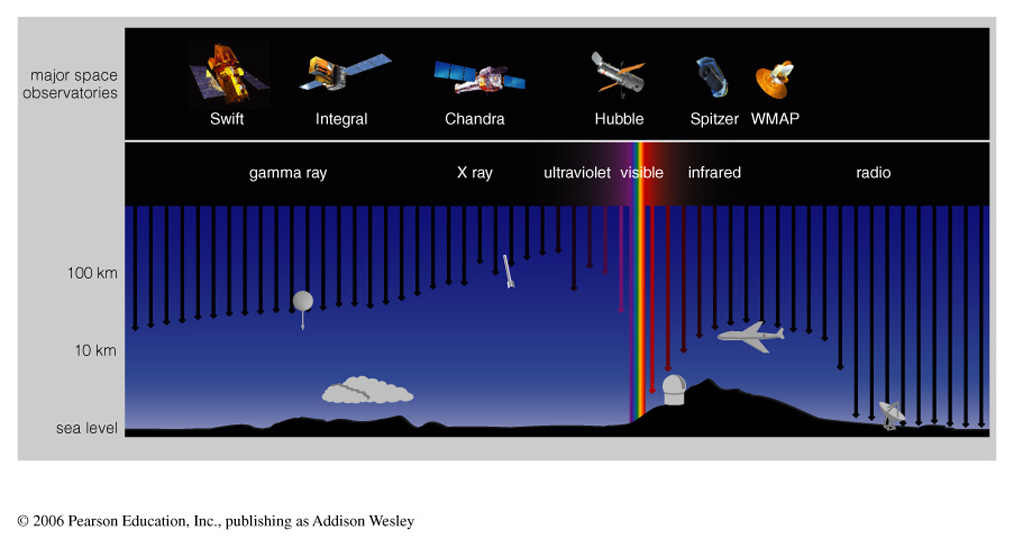 major space
observatories
Swift
Integral
Chandra
Hubble
Spitzer
WMAP
gamma ray
X ray
ultraviolet
visible
infrared
radio
100 km
10 km
sea level
© 2006 Pearson Education, Inc., publishing as Addison Wesley